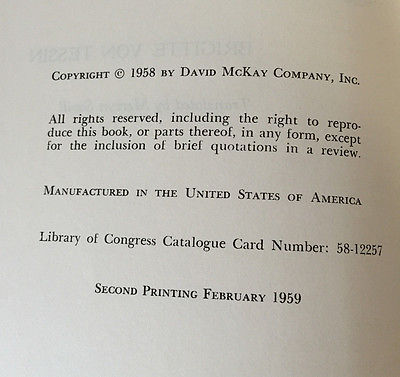 COPYRIGHT © 1958 BY DAVID MCKAY COMPANY, INC.
All rights reserved, including the right to repro-
duce this book, or parts thereof, in any form, except
for the inclusion of brief quotations in a review.
MANUFACTURED IN THE UNITED STATES OF AMERICA
Library of Congress Catalogue Card Number: 58-12257
SECOND PRINTING FEBRUARY 1959